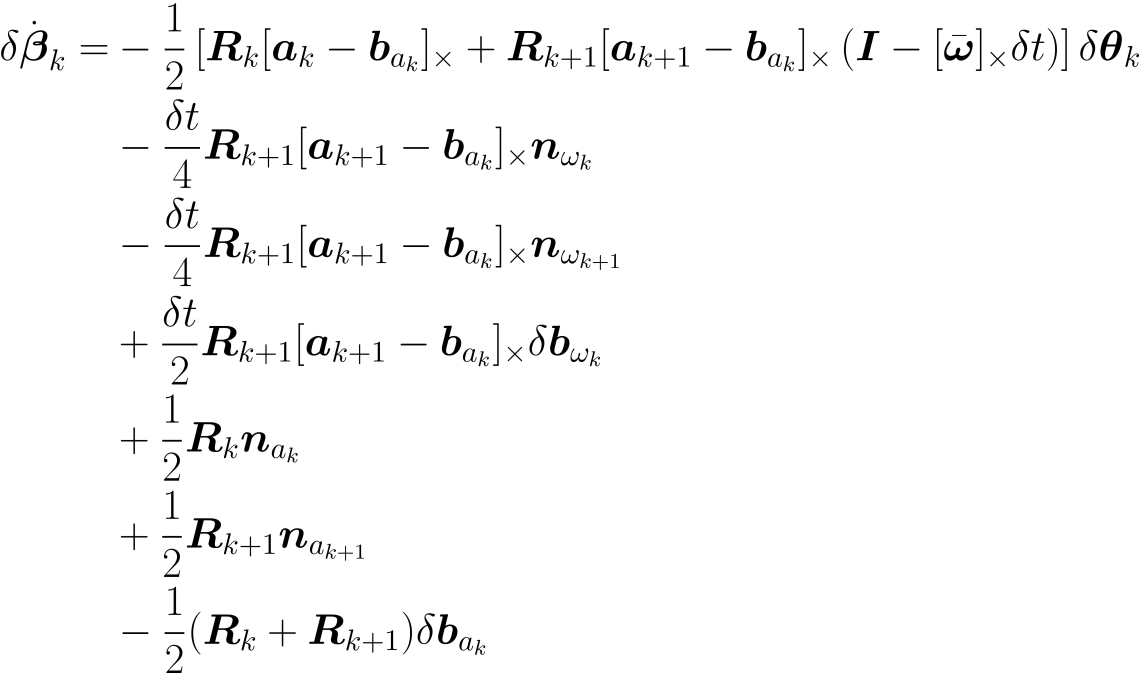 $\delta\dot{\boldsymbol{\beta}}_k = -\frac{1}{2}\left[\boldsymbol{R}_k[\boldsymbol{a}_k - \boldsymbol{b}_{a_k}]_\times + \boldsymbol{R}_{k+1}[\boldsymbol{a}_{k+1} - \boldsymbol{b}_{a_k}]_\times\left(\boldsymbol{I} - [\bar{\boldsymbol{\omega}}]_\times \delta t\right)\right]\delta\boldsymbol{\theta}_k$
$-\frac{\delta t}{4}\boldsymbol{R}_{k+1}[\boldsymbol{a}_{k+1} - \boldsymbol{b}_{a_k}]_\times \boldsymbol{n}_{\omega_k}$
$-\frac{\delta t}{4}\boldsymbol{R}_{k+1}[\boldsymbol{a}_{k+1} - \boldsymbol{b}_{a_k}]_\times \boldsymbol{n}_{\omega_{k+1}}$
$+\frac{\delta t}{2}\boldsymbol{R}_{k+1}[\boldsymbol{a}_{k+1} - \boldsymbol{b}_{a_k}]_\times \delta\boldsymbol{b}_{\omega_k}$
$+\frac{1}{2}\boldsymbol{R}_k\boldsymbol{n}_{a_k}$
$+\frac{1}{2}\boldsymbol{R}_{k+1}\boldsymbol{n}_{a_{k+1}}$
$-\frac{1}{2}(\boldsymbol{R}_k + \boldsymbol{R}_{k+1})\delta\boldsymbol{b}_{a_k}$